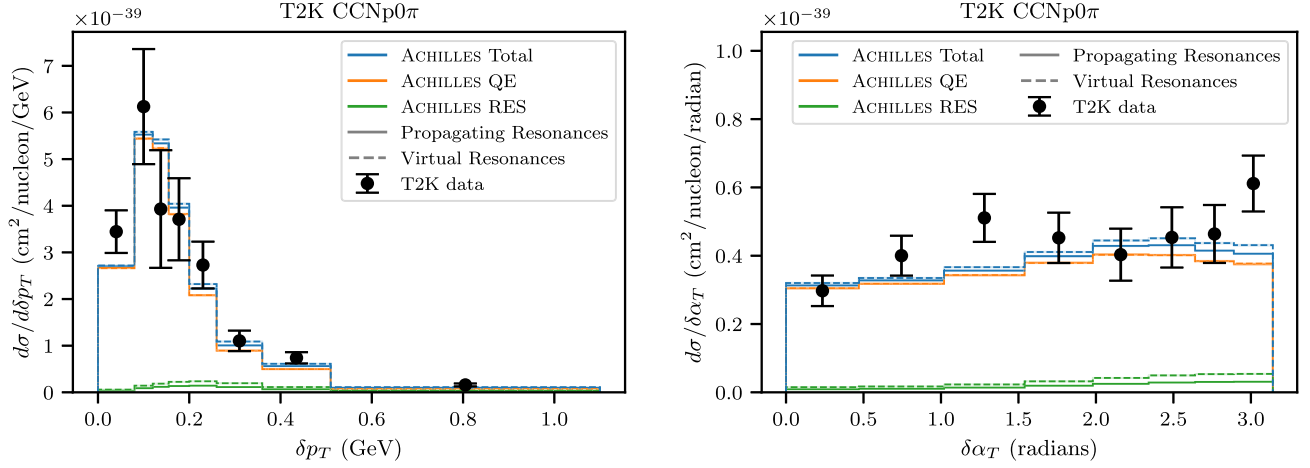 T2K CCNp0π
×10⁻³⁹
dσ/dδp_T (cm²/nucleon/GeV)
7
6
5
4
3
2
1
0
0.0 0.2 0.4 0.6 0.8 1.0
δp_T (GeV)
ACHILLES Total
ACHILLES QE
ACHILLES RES
Propagating Resonances
Virtual Resonances
T2K data
T2K CCNp0π
×10⁻³⁹
dσ/δα_T (cm²/nucleon/radian)
1.0
0.8
0.6
0.4
0.2
0.0
0.0 0.5 1.0 1.5 2.0 2.5 3.0
δα_T (radians)
ACHILLES Total
ACHILLES QE
ACHILLES RES
Propagating Resonances
Virtual Resonances
T2K data